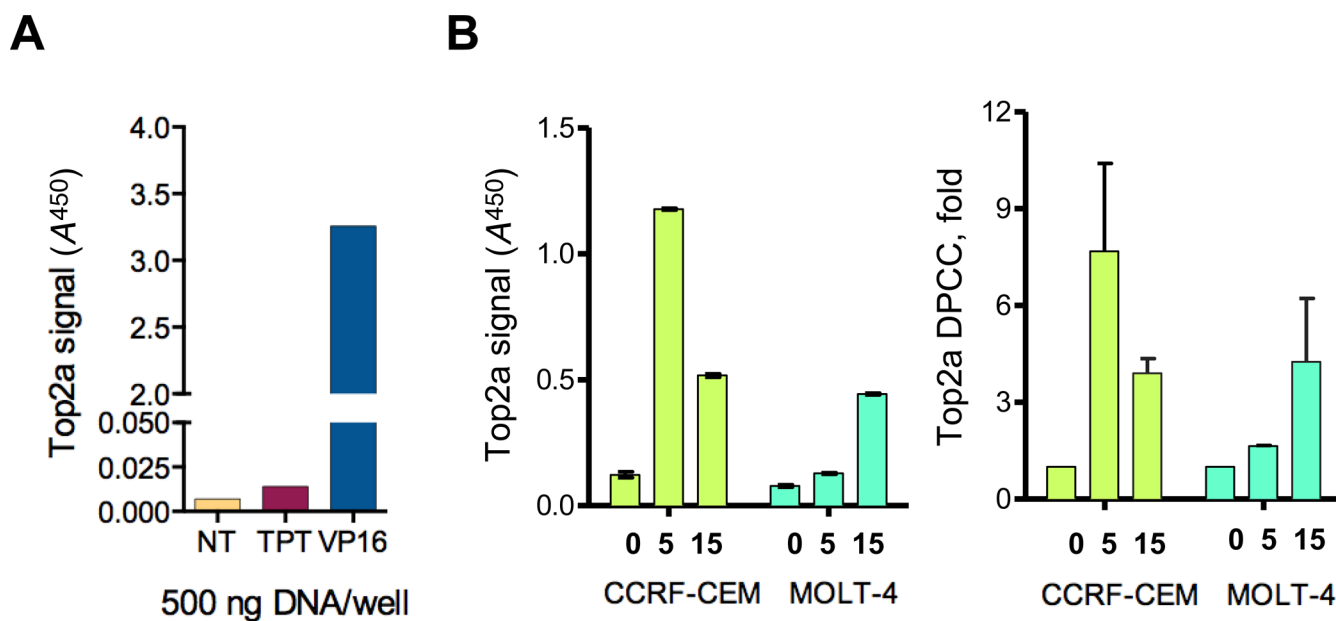 A
B
Top2a signal (A450)
4.0
3.5
3.0
2.5
2.0
0.050
0.025
0.000
NT TPT VP16
500 ng DNA/well
Top2a signal (A450)
1.5
1.0
0.5
0.0
0 5 15 0 5 15
CCRF-CEM MOLT-4
Top2a DPCC, fold
12
9
6
3
0
0 5 15 0 5 15
CCRF-CEM MOLT-4